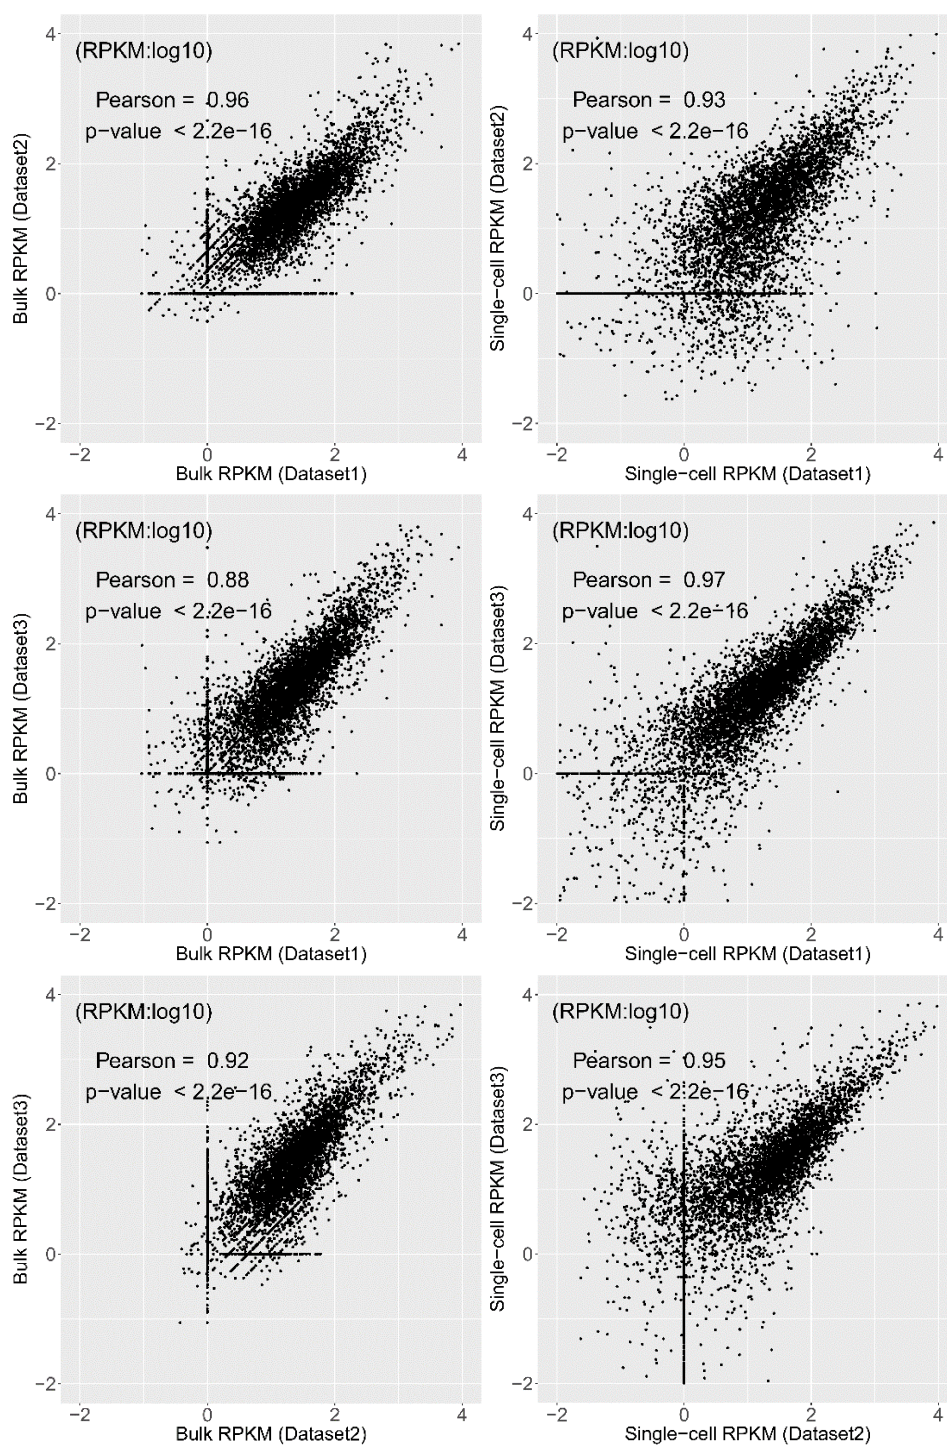 4
2
0
−2
(RPKM:log10)
Pearson = 0.96
p−value < 2.2e−16
Bulk RPKM (Dataset2)
−2 0 2 4
Bulk RPKM (Dataset1)
4
2
0
−2
(RPKM:log10)
Pearson = 0.93
p−value < 2.2e−16
Single−cell RPKM (Dataset2)
−2 0 2 4
Single−cell RPKM (Dataset1)
4
2
0
−2
(RPKM:log10)
Pearson = 0.88
p−value < 2.2e−16
Bulk RPKM (Dataset3)
−2 0 2 4
Bulk RPKM (Dataset1)
4
2
0
−2
(RPKM:log10)
Pearson = 0.97
p−value < 2.2e−16
Single−cell RPKM (Dataset3)
−2 0 2 4
Single−cell RPKM (Dataset1)
4
2
0
−2
(RPKM:log10)
Pearson = 0.92
p−value < 2.2e−16
Bulk RPKM (Dataset3)
−2 0 2 4
Bulk RPKM (Dataset2)
4
2
0
−2
(RPKM:log10)
Pearson = 0.95
p−value < 2.2e−16
Single−cell RPKM (Dataset3)
−2 0 2 4
Single−cell RPKM (Dataset2)